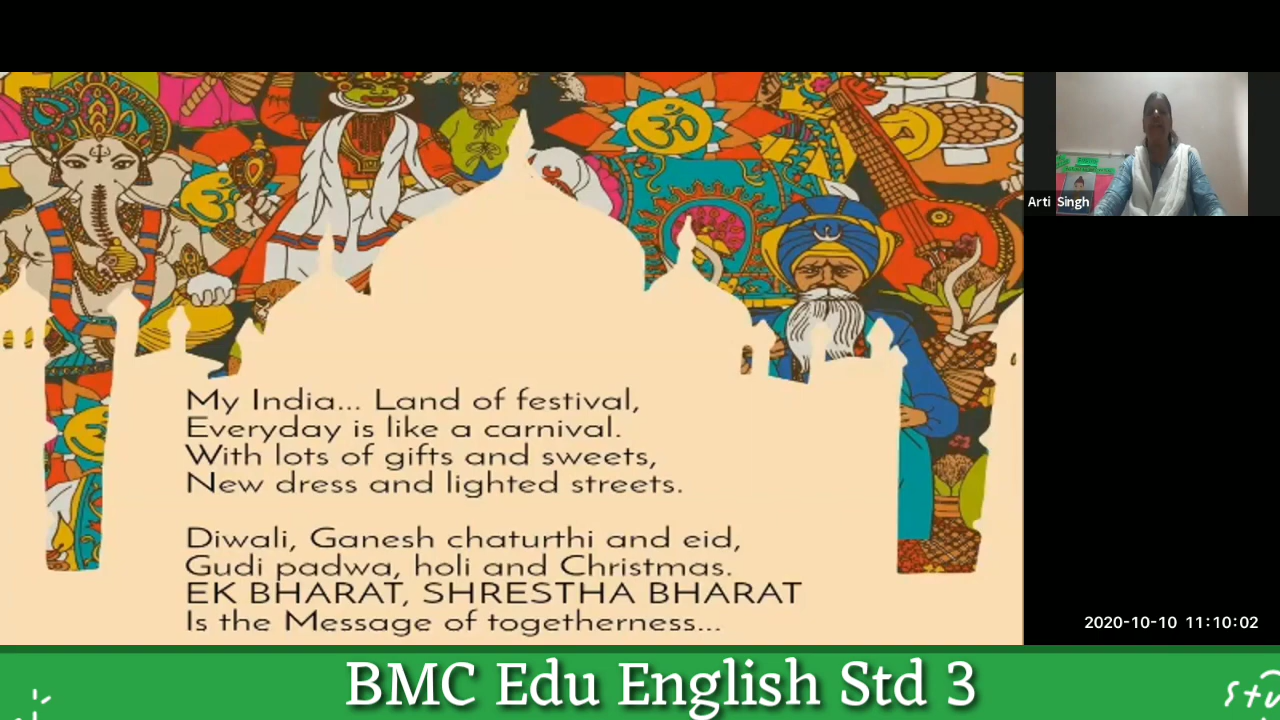 My India... Land of festival,
Everyday is like a carnival.
With lots of gifts and sweets,
New dress and lighted streets.
Diwali, Ganesh chaturthi and eid,
Gudi padwa, holi and Christmas.
EK BHARAT, SHRESTHA BHARAT
Is the Message of togetherness...
ॐ
ॐ
Arti Singh
2020-10-10 11:10:02
BMC Edu English Std 3